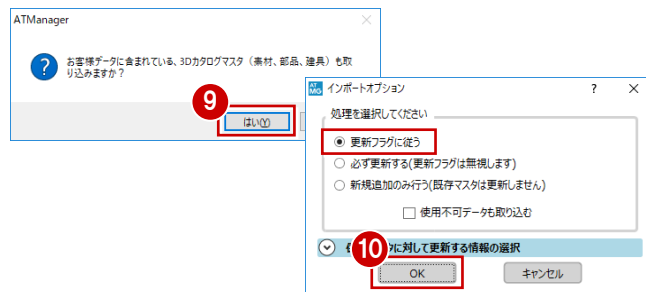 ATManager
お客様データに含まれている、3Dカタログマスタ（素材、部品、建具）も取
り込みますか？
9
はい(Y)
インポートオプション
処理を選択してください
更新フラグに従う
必ず更新する(更新フラグは無視します)
新規追加のみ行う(既存マスタは更新しません)
使用不可データも取り込む
に対して更新する情報の選択
10
OK
キャンセル